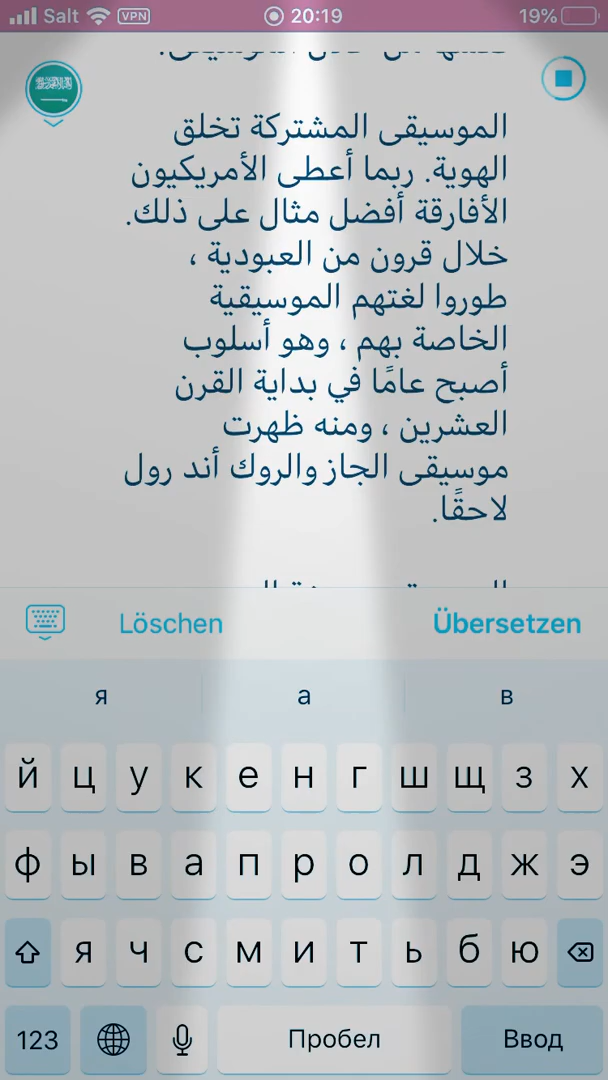 Salt VPN 20:19 19%
الموسيقى المشتركة تخلق
الهوية. ربما أعطى الأمريكيون
الأفارقة أفضل مثال على ذلك.
خلال قرون من العبودية ،
طوروا لغتهم الموسيقية
الخاصة بهم ، وهو أسلوب
أصبح عامًا في بداية القرن
العشرين ، ومنه ظهرت
موسيقى الجاز والروك أند رول
لاحقًا.
Löschen Übersetzen
я а в
й ц у к е н г ш щ з х
ф ы в а п р о л д ж э
я ч с м и т ь б ю
123 Пробел Ввод